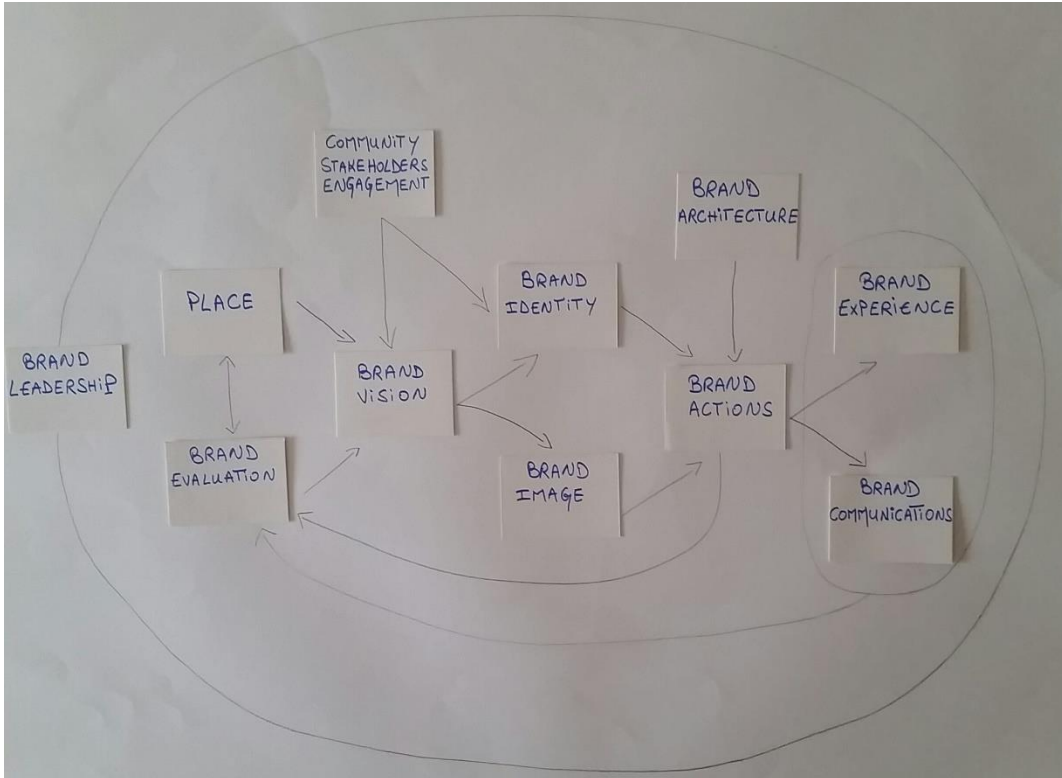 COMMUNITY
STAKEHOLDERS
ENGAGEMENT
BRAND
ARCHITECTURE
PLACE
BRAND
IDENTITY
BRAND
EXPERIENCE
BRAND
LEADERSHIP
BRAND
VISION
BRAND
ACTIONS
BRAND
EVALUATION
BRAND
IMAGE
BRAND
COMMUNICATIONS